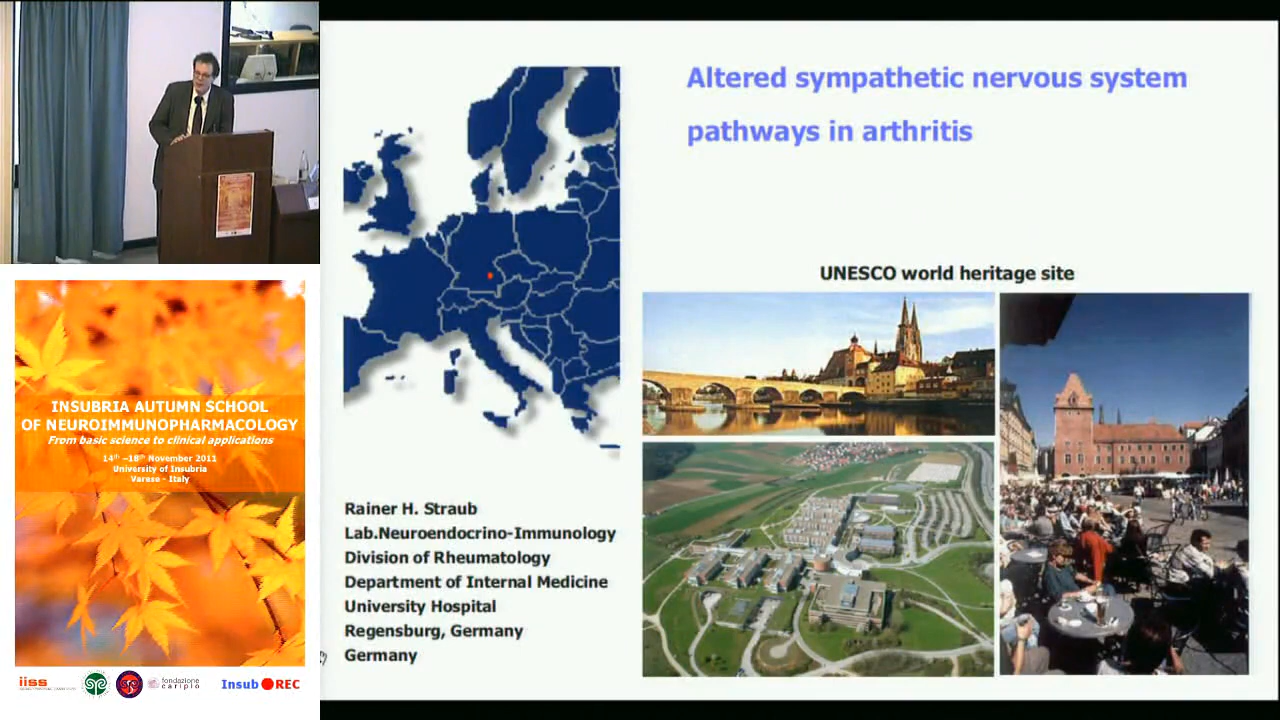 Altered sympathetic nervous system
pathways in arthritis
UNESCO world heritage site
Rainer H. Straub
Lab.Neuroendocrino-Immunology
Division of Rheumatology
Department of Internal Medicine
University Hospital
Regensburg, Germany
Germany
INSUBRIA AUTUMN SCHOOL
OF NEUROIMMUNOPHARMACOLOGY
From basic science to clinical applications
14th –18th November 2011
University of Insubria
Varese - Italy
iiss
fondazione
cariplo
Insub REC